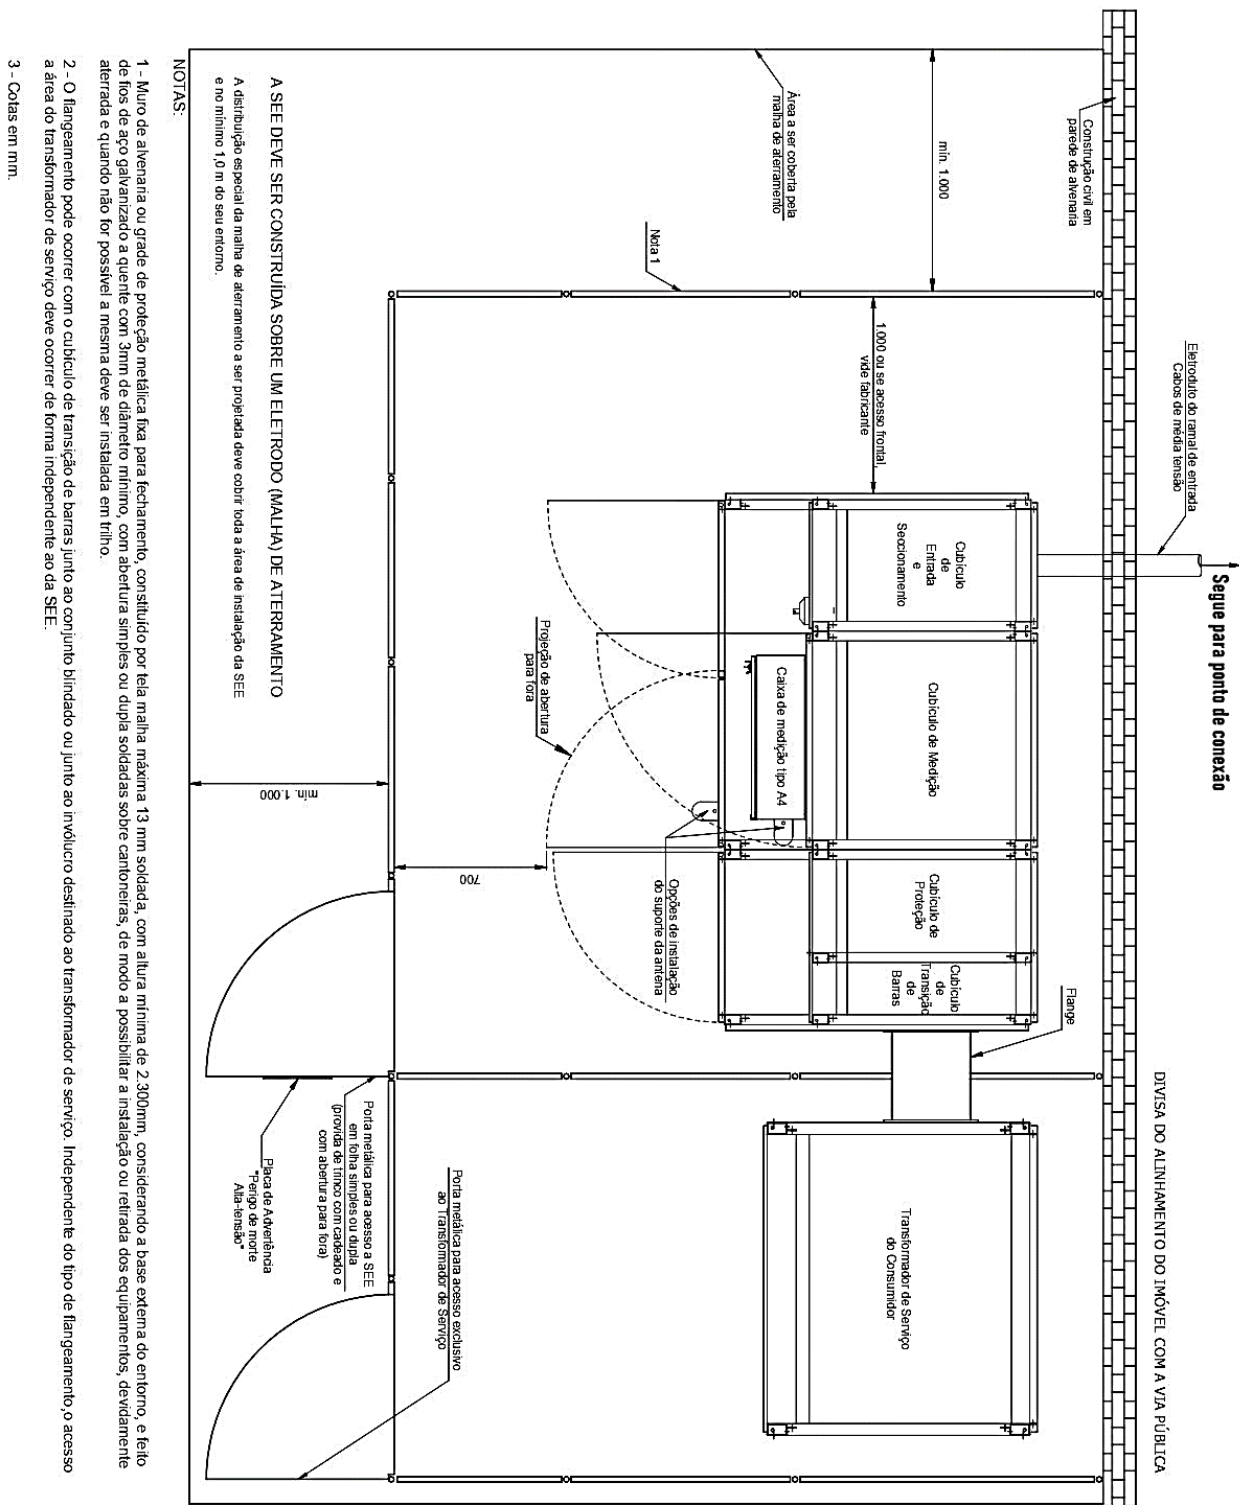 Segue para ponto de conexão
DIVISA DO ALINHAMENTO DO IMÓVEL COM A VIA PÚBLICA
Eletroduto do ramal de entrada
Cabos de média tensão
Construção civil em
parede de alvenaria
min. 1.000
Área a ser coberta pela
malha de aterramento
Nota 1
1.000 ou se acesso frontal,
vide fabricante
Cubículo
de
Entrada
e
Seccionamento
Cubículo de Medição
Cubículo de
Proteção
Cubículo
de
Transição
de
Barras
Flange
Caixa de medição tipo A4
Transformador de Serviço
do Consumidor
Opções de instalação
do suporte da antena
Projeção de abertura
para fora
700
min. 1.000
Porta metálica para acesso exclusivo
ao Transformador de Serviço
Porta metálica para acesso a SEE
em folha simples ou dupla
(provida de trinco com cadeado e
com abertura para fora)
Placa de Advertência
"Perigo de morte
Alta-tensão"
A SEE DEVE SER CONSTRUÍDA SOBRE UM ELETRODO (MALHA) DE ATERRAMENTO
A distribuição especial da malha de aterramento a ser projetada deve cobrir toda a área de instalação da SEE
e no mínimo 1,0 m do seu entorno.
NOTAS:
1 - Muro de alvenaria ou grade de proteção metálica fixa para fechamento, constituído por tela malha máxima 13 mm soldada, com altura mínima de 2.300mm, considerando a base externa do entorno, e feito
de fios de aço galvanizado a quente com 3mm de diâmetro mínimo, com abertura simples ou dupla soldadas sobre cantoneiras, de modo a possibilitar a instalação ou retirada dos equipamentos, devidamente
aterrada e quando não for possível a mesma deve ser instalada em trilho.
2 - O flangeamento pode ocorrer com o cubículo de transição de barras junto ao conjunto blindado ou junto ao invólucro destinado ao transformador de serviço. Independente do tipo de flangeamento,o acesso
a área do transformador de serviço deve ocorrer de forma independente ao da SEE.
3 - Cotas em mm.